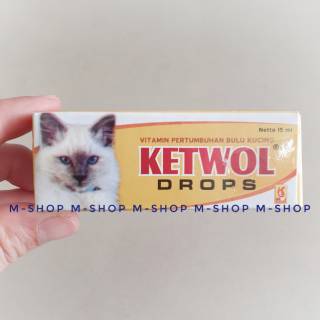 Netto 15 ml
VITAMIN PERTUMBUHAN BULU KUCING
KETWOL®
DROPS
M-SHOP M-SHOP M-SHOP M-SHOP M-SHOP